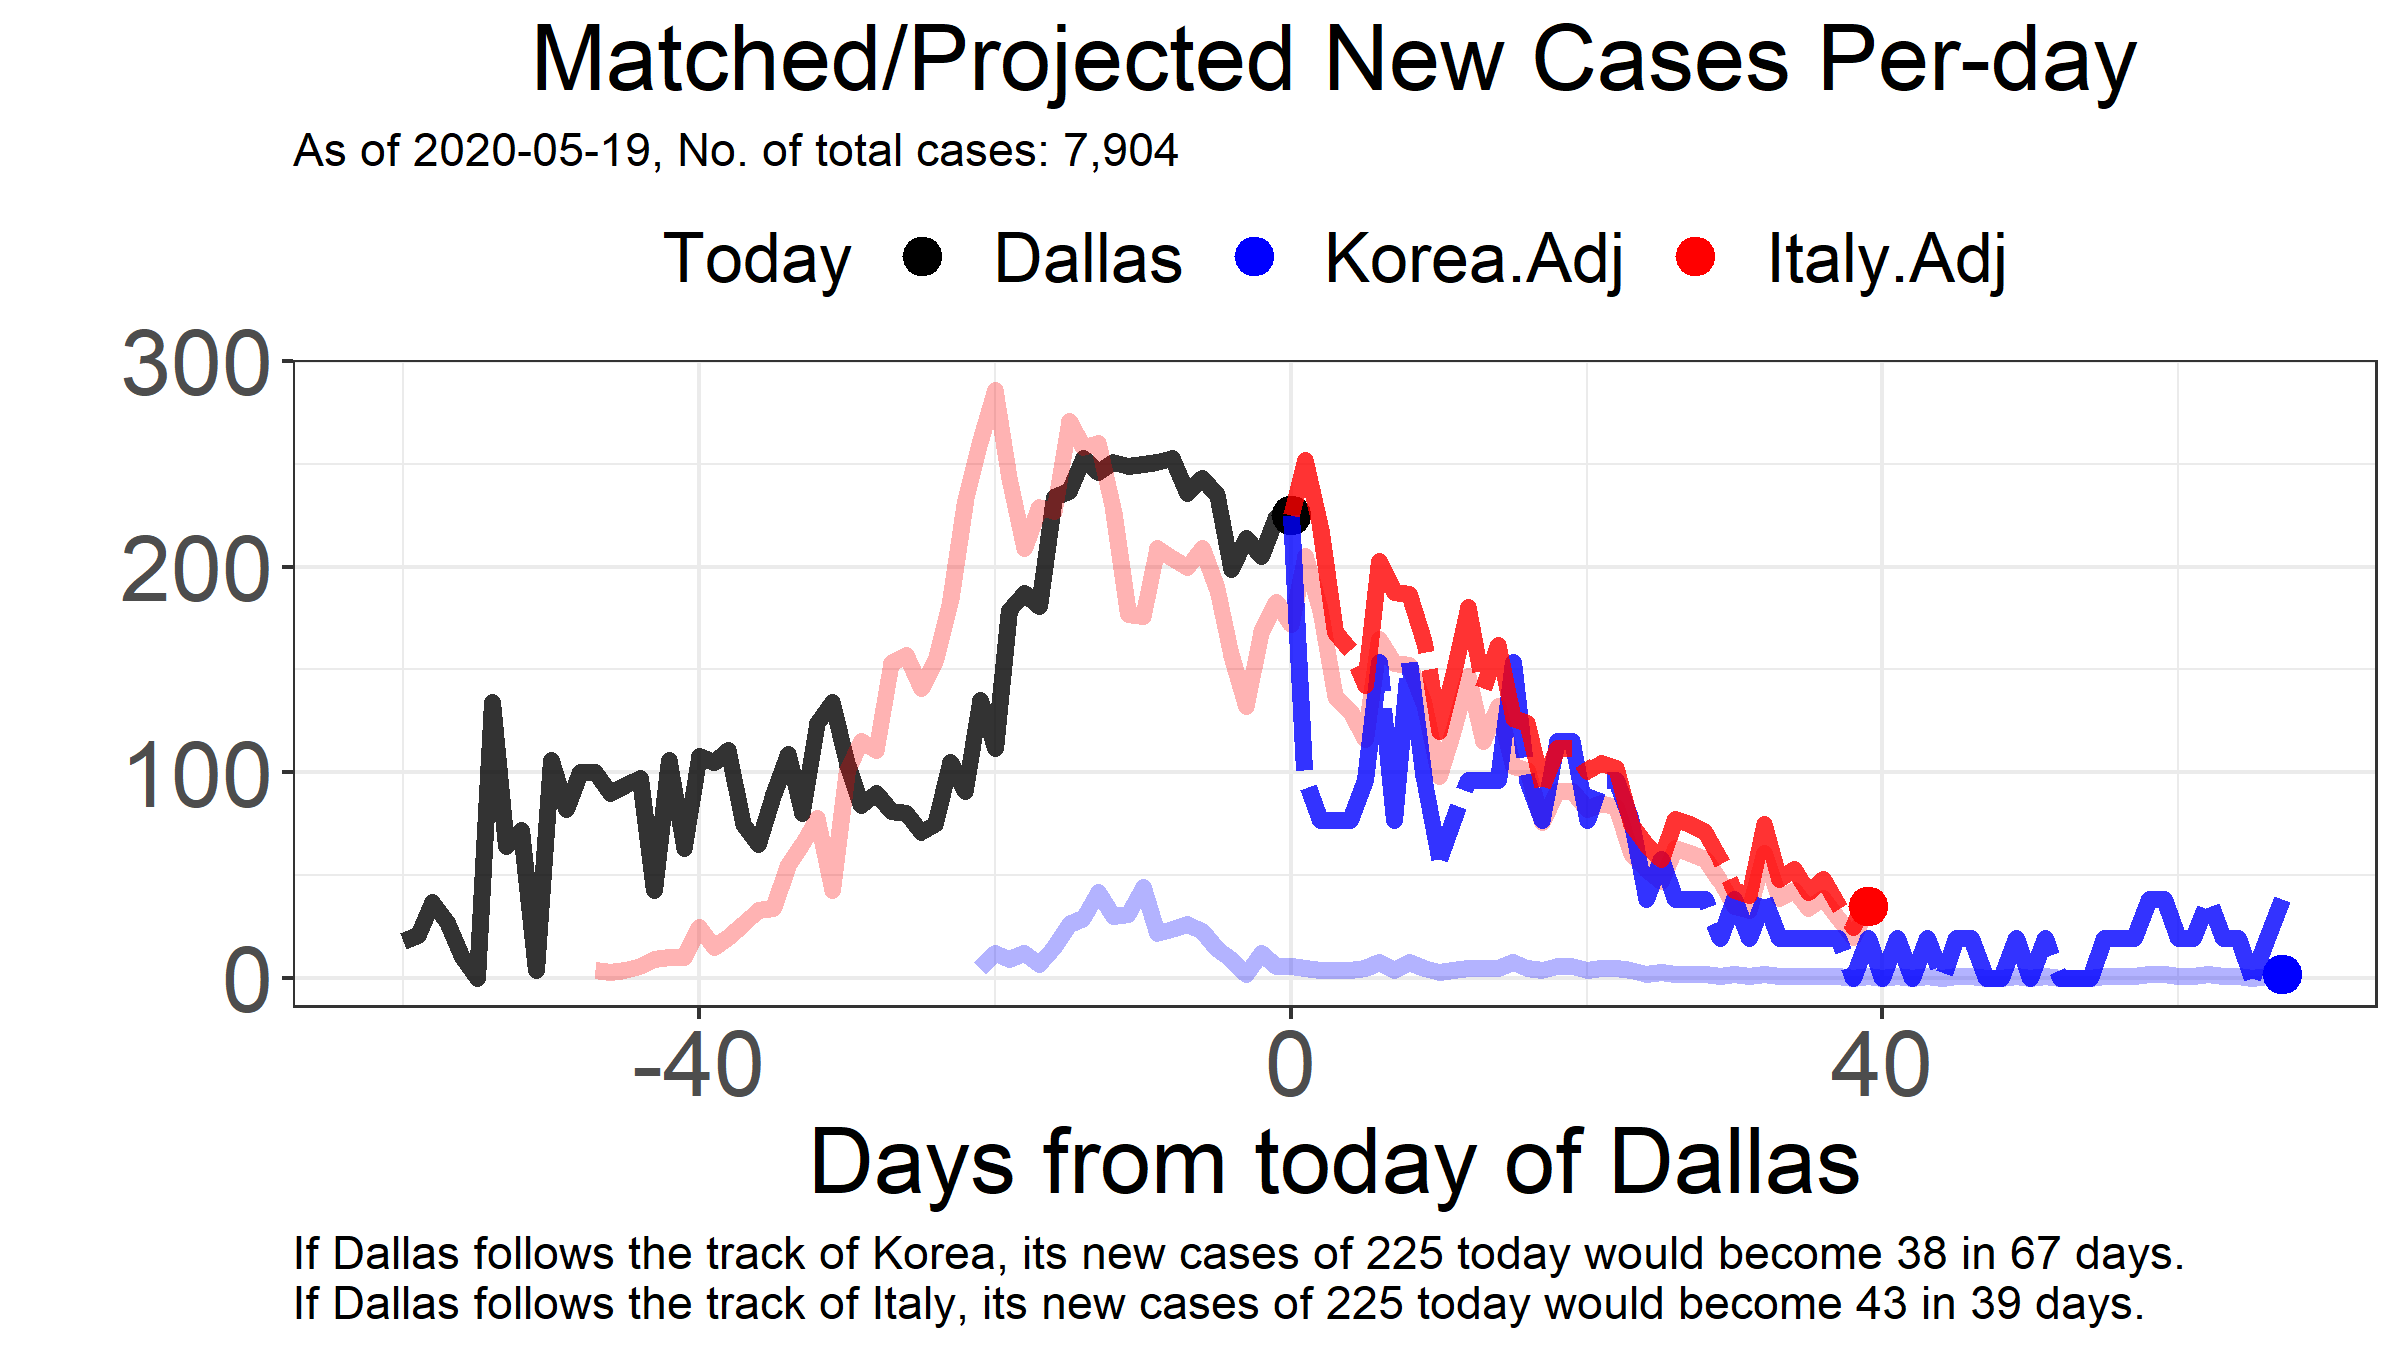 Matched/Projected New Cases Per-day
As of 2020-05-19, No. of total cases: 7,904
Today Dallas Korea.Adj Italy.Adj
300
200
100
0
-40 0 40
Days from today of Dallas
If Dallas follows the track of Korea, its new cases of 225 today would become 38 in 67 days.
If Dallas follows the track of Italy, its new cases of 225 today would become 43 in 39 days.